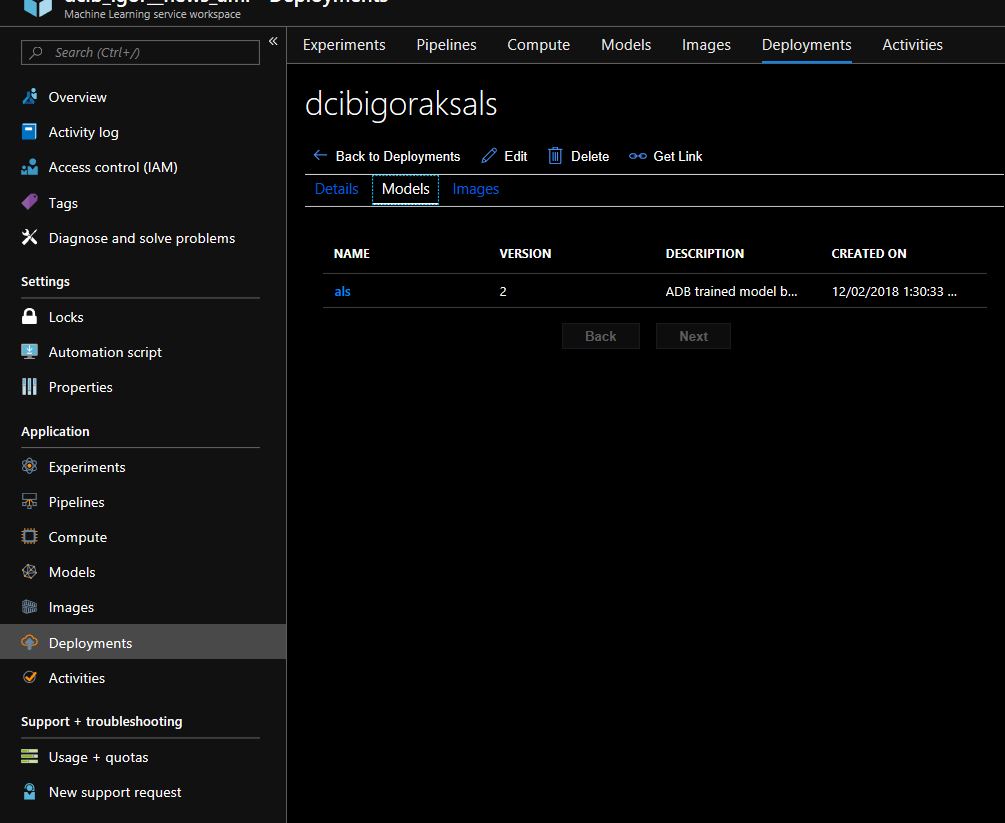 Machine Learning service workspace
Search (Ctrl+/)
«
Overview
Activity log
Access control (IAM)
Tags
Diagnose and solve problems
Settings
Locks
Automation script
Properties
Application
Experiments
Pipelines
Compute
Models
Images
Deployments
Activities
Support + troubleshooting
Usage + quotas
New support request
Experiments Pipelines Compute Models Images Deployments Activities
dcibigoraksals
Back to Deployments Edit Delete Get Link
Details Models Images
NAME VERSION DESCRIPTION CREATED ON
als 2 ADB trained model b... 12/02/2018 1:30:33 ...
Back Next